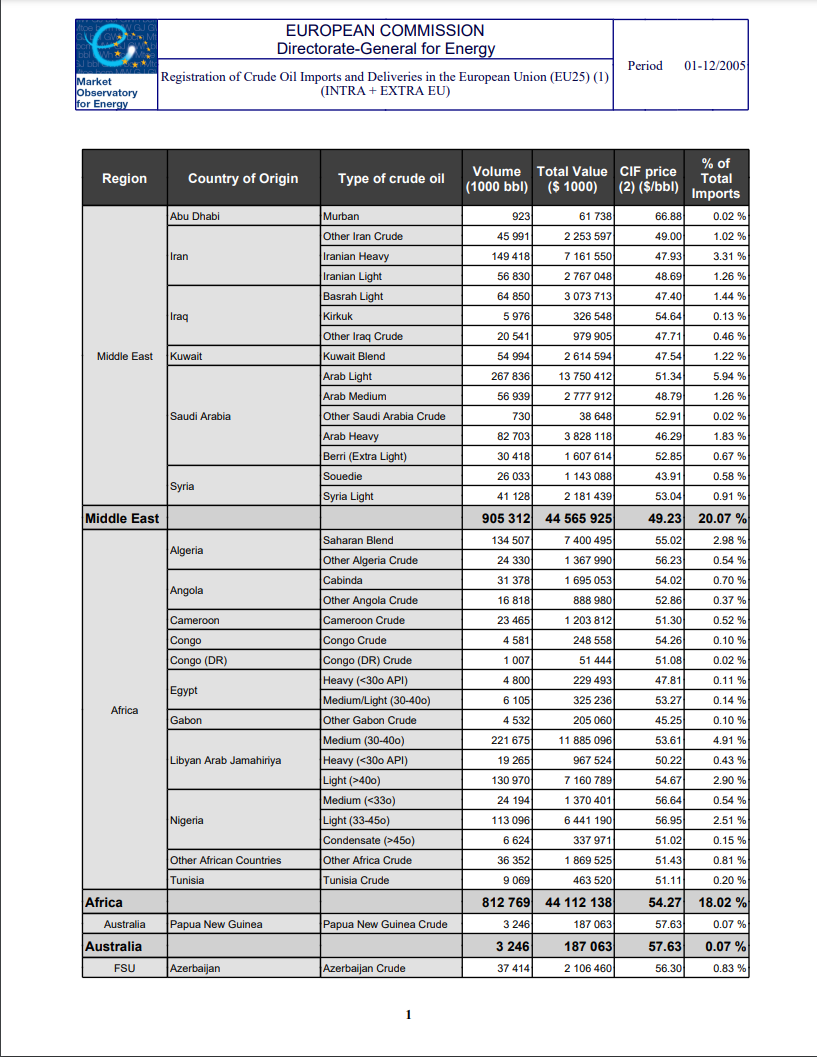 EUROPEAN COMMISSION
Directorate-General for Energy
Registration of Crude Oil Imports and Deliveries in the European Union (EU25) (1)
(INTRA + EXTRA EU)
Period 01-12/2005
Market
Observatory
for Energy
Region Country of Origin Type of crude oil Volume (1000 bbl) Total Value ($ 1000) CIF price (2) ($/bbl) % of Total Imports
Abu Dhabi Murban 923 61 738 66.88 0.02 %
Other Iran Crude 45 991 2 253 597 49.00 1.02 %
Iran Iranian Heavy 149 418 7 161 550 47.93 3.31 %
Iranian Light 56 830 2 767 048 48.69 1.26 %
Basrah Light 64 850 3 073 713 47.40 1.44 %
Iraq Kirkuk 5 976 326 548 54.64 0.13 %
Other Iraq Crude 20 541 979 905 47.71 0.46 %
Middle East Kuwait Kuwait Blend 54 994 2 614 594 47.54 1.22 %
Arab Light 267 836 13 750 412 51.34 5.94 %
Arab Medium 56 939 2 777 912 48.79 1.26 %
Saudi Arabia Other Saudi Arabia Crude 730 38 648 52.91 0.02 %
Arab Heavy 82 703 3 828 118 46.29 1.83 %
Berri (Extra Light) 30 418 1 607 614 52.85 0.67 %
Syria Souedie 26 033 1 143 088 43.91 0.58 %
Syria Light 41 128 2 181 439 53.04 0.91 %
Middle East 905 312 44 565 925 49.23 20.07 %
Algeria Saharan Blend 134 507 7 400 495 55.02 2.98 %
Other Algeria Crude 24 330 1 367 990 56.23 0.54 %
Angola Cabinda 31 378 1 695 053 54.02 0.70 %
Other Angola Crude 16 818 888 980 52.86 0.37 %
Cameroon Cameroon Crude 23 465 1 203 812 51.30 0.52 %
Congo Congo Crude 4 581 248 558 54.26 0.10 %
Congo (DR) Congo (DR) Crude 1 007 51 444 51.08 0.02 %
Egypt Heavy (<30o API) 4 800 229 493 47.81 0.11 %
Medium/Light (30-40o) 6 105 325 236 53.27 0.14 %
Africa Gabon Other Gabon Crude 4 532 205 060 45.25 0.10 %
Medium (30-40o) 221 675 11 885 096 53.61 4.91 %
Libyan Arab Jamahiriya Heavy (<30o API) 19 265 967 524 50.22 0.43 %
Light (>40o) 130 970 7 160 789 54.67 2.90 %
Medium (<33o) 24 194 1 370 401 56.64 0.54 %
Nigeria Light (33-45o) 113 096 6 441 190 56.95 2.51 %
Condensate (>45o) 6 624 337 971 51.02 0.15 %
Other African Countries Other Africa Crude 36 352 1 869 525 51.43 0.81 %
Tunisia Tunisia Crude 9 069 463 520 51.11 0.20 %
Africa 812 769 44 112 138 54.27 18.02 %
Australia Papua New Guinea Papua New Guinea Crude 3 246 187 063 57.63 0.07 %
Australia 3 246 187 063 57.63 0.07 %
FSU Azerbaijan Azerbaijan Crude 37 414 2 106 460 56.30 0.83 %
1